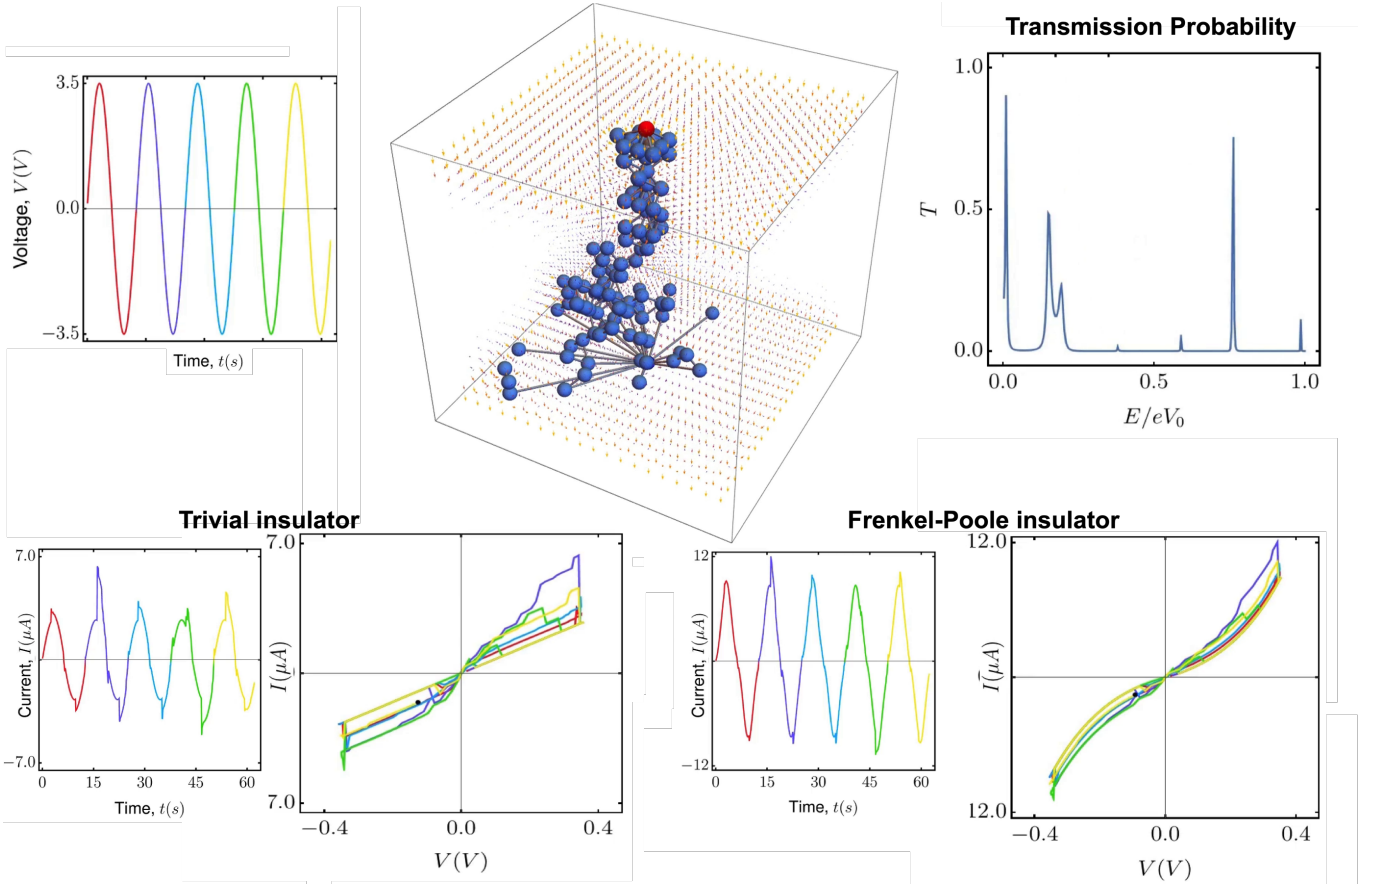 Transmission Probability
3.5
0.0
−3.5
Voltage, V(V)
Time, t(s)
1.0
0.5
0.0
T
0.0 0.5 1.0
E/eV₀
Trivial insulator
7.0
−7.0
Current, I(μA)
0 15 30 45 60
Time, t(s)
7.0
7.0
I(μA)
−0.4 0.0 0.4
V(V)
Frenkel-Poole insulator
12
−12
Current, I(μA)
0 15 30 45 60
Time, t(s)
12.0
12.0
I(μA)
−0.4 0.0 0.4
V(V)